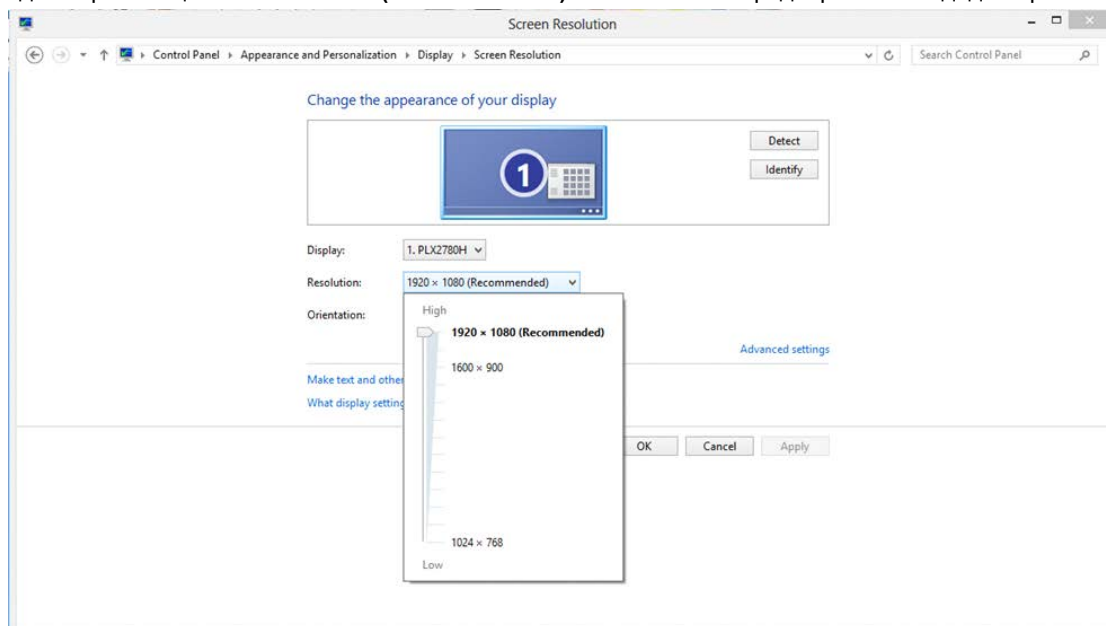 Screen Resolution
Control Panel ▸ Appearance and Personalization ▸ Display ▸ Screen Resolution
Search Control Panel
Change the appearance of your display
1
Detect
Identify
Display: 1. PLX2780H
Resolution: 1920 × 1080 (Recommended)
Orientation:
High
1920 × 1080 (Recommended)
1600 × 900
Advanced settings
Make text and other
What display setting
OK Cancel Apply
1024 × 768
Low